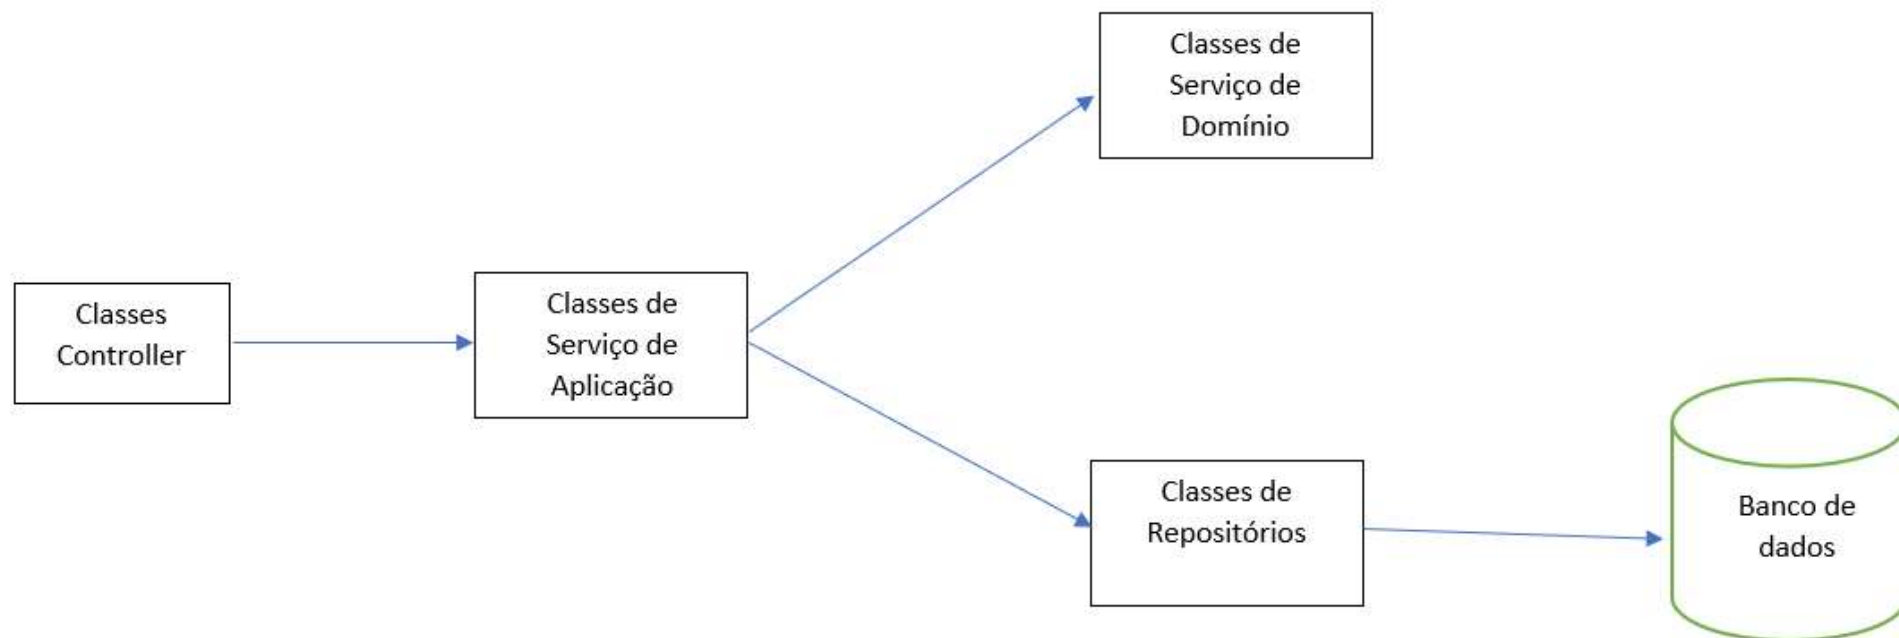 Classes de
Serviço de
Domínio
Classes
Controller
Classes de
Serviço de
Aplicação
Classes de
Repositórios
Banco de
dados